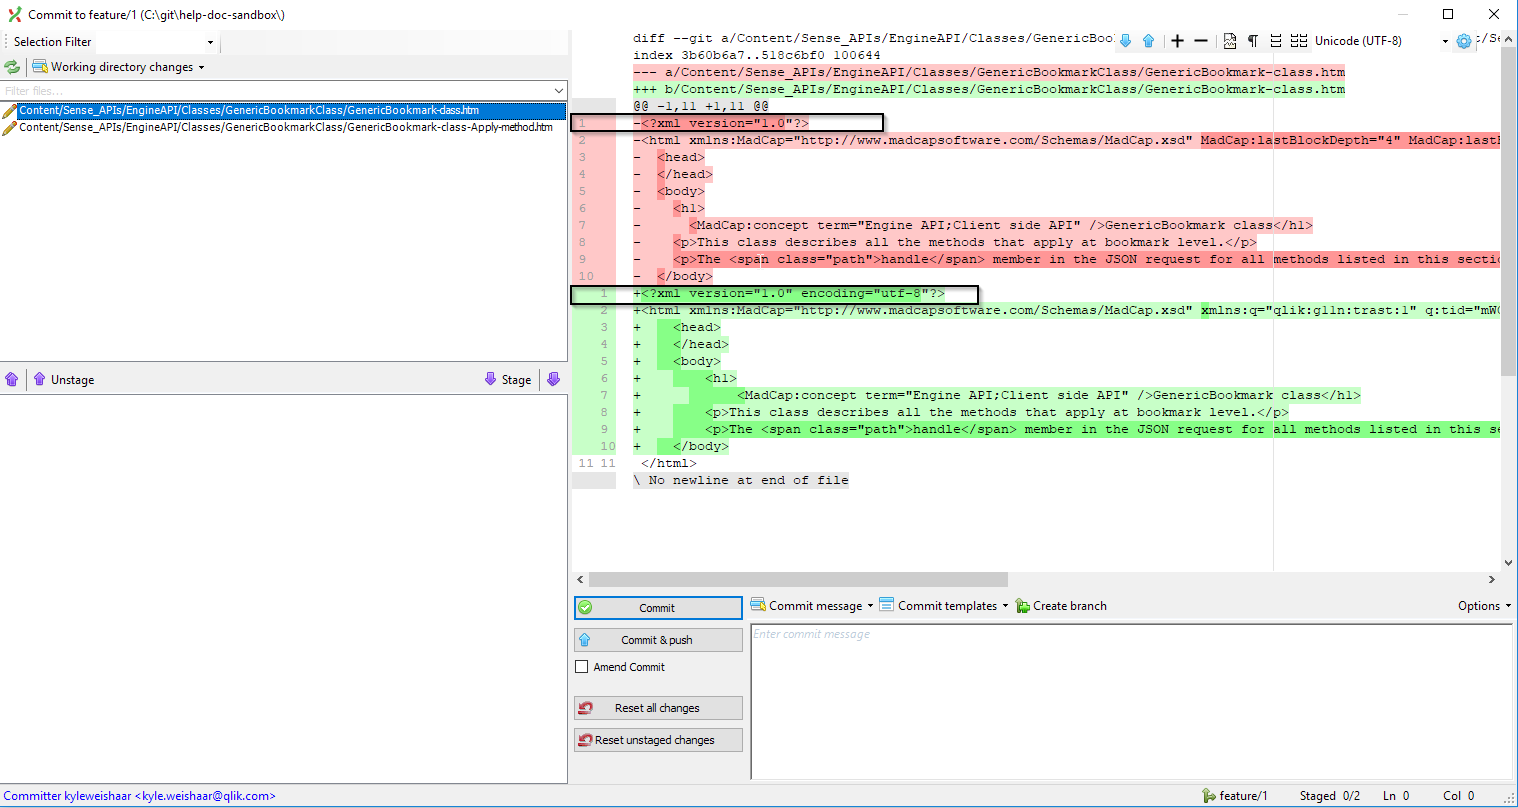 Commit to feature/1 (C:\git\help-doc-sandbox\)
Selection Filter
Working directory changes
Filter files...
Content/Sense_APIs/EngineAPI/Classes/GenericBookmarkClass/GenericBookmark-class.htm
Content/Sense_APIs/EngineAPI/Classes/GenericBookmarkClass/GenericBookmark-class-Apply-method.htm
Unstage
Stage
Unicode (UTF-8)
diff --git a/Content/Sense_APIs/EngineAPI/Classes/GenericBoo
index 3b60b6a7..518c6bf0 100644
--- a/Content/Sense_APIs/EngineAPI/Classes/GenericBookmarkClass/GenericBookmark-class.htm
+++ b/Content/Sense_APIs/EngineAPI/Classes/GenericBookmarkClass/GenericBookmark-class.htm
@@ -1,11 +1,11 @@
1 -<?xml version="1.0"?>
2 -<html xmlns:MadCap="http://www.madcapsoftware.com/Schemas/MadCap.xsd" MadCap:lastBlockDepth="4" MadCap:last
3 -  <head>
4 -  </head>
5 -  <body>
6 -    <h1>
7 -      <MadCap:concept term="Engine API;Client side API" />GenericBookmark class</h1>
8 -    <p>This class describes all the methods that apply at bookmark level.</p>
9 -    <p>The <span class="path">handle</span> member in the JSON request for all methods listed in this sectio
10 -  </body>
1 +<?xml version="1.0" encoding="utf-8"?>
2 +<html xmlns:MadCap="http://www.madcapsoftware.com/Schemas/MadCap.xsd" xmlns:q="qlik:glln:trast:1" q:tid="mW
3 +    <head>
4 +    </head>
5 +    <body>
6 +        <h1>
7 +            <MadCap:concept term="Engine API;Client side API" />GenericBookmark class</h1>
8 +        <p>This class describes all the methods that apply at bookmark level.</p>
9 +        <p>The <span class="path">handle</span> member in the JSON request for all methods listed in this se
10 +    </body>
11 11  </html>
\ No newline at end of file
Commit
Commit message
Commit templates
Create branch
Options
Enter commit message
Commit & push
Amend Commit
Reset all changes
Reset unstaged changes
Committer kyleweishaar <kyle.weishaar@qlik.com>
feature/1
Staged 0/2
Ln 0
Col 0